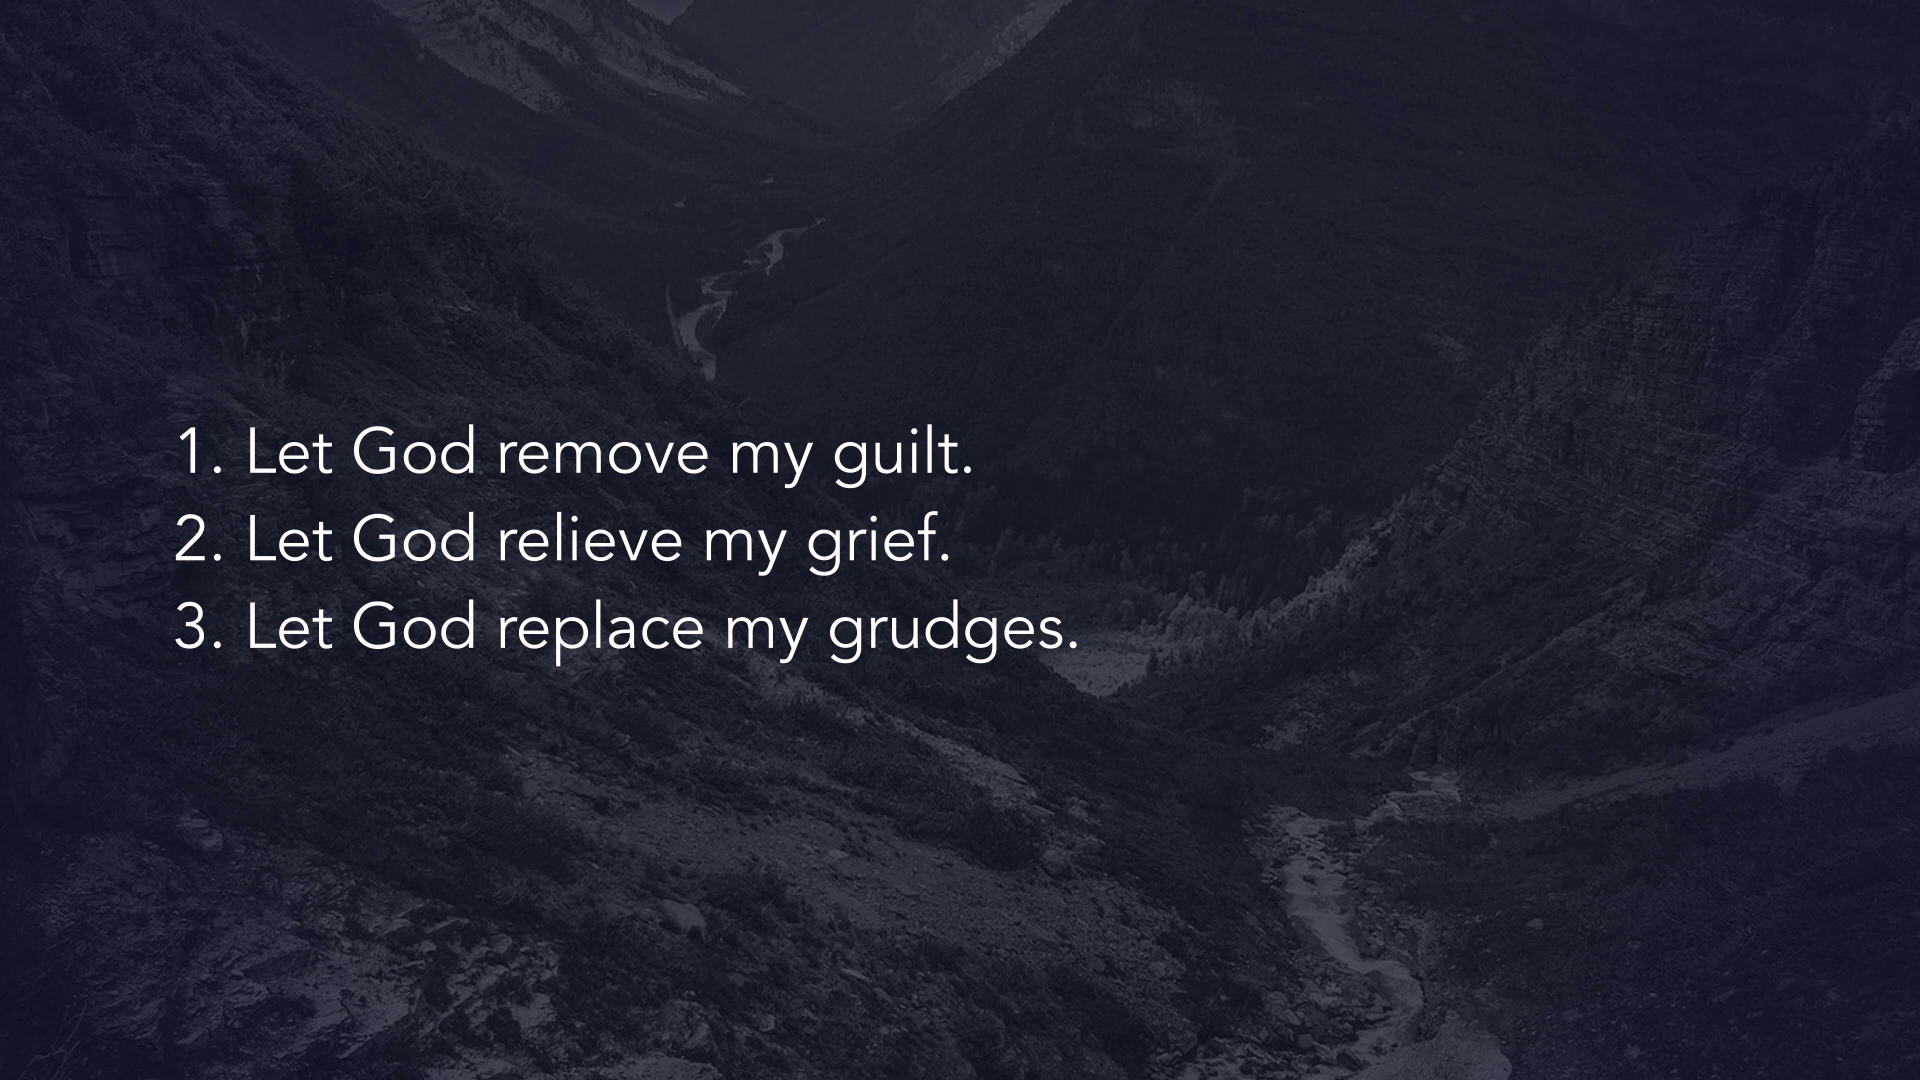 1. Let God remove my guilt.
2. Let God relieve my grief.
3. Let God replace my grudges.